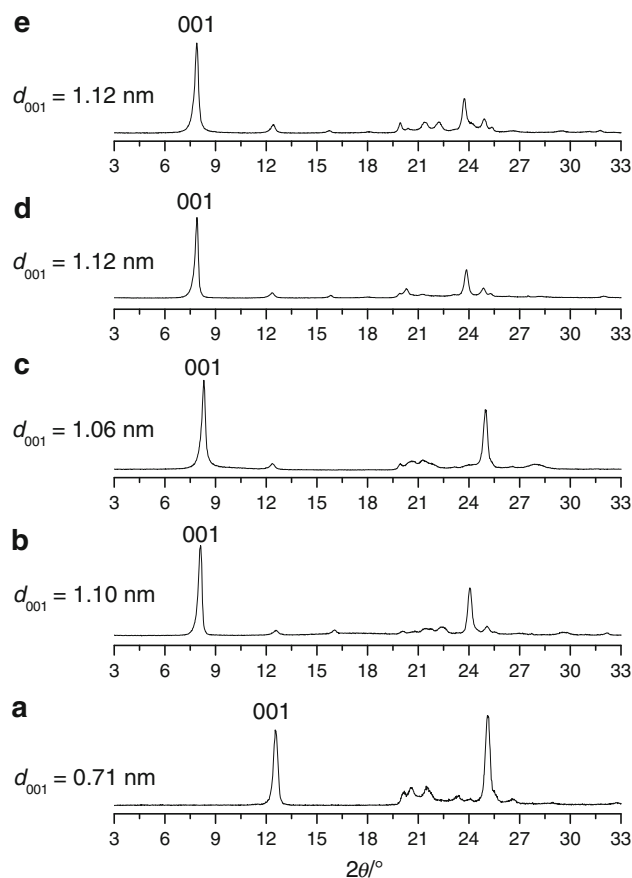 e
001
d001 = 1.12 nm
3 6 9 12 15 18 21 24 27 30 33
d
001
d001 = 1.12 nm
3 6 9 12 15 18 21 24 27 30 33
c
001
d001 = 1.06 nm
3 6 9 12 15 18 21 24 27 30 33
b
001
d001 = 1.10 nm
3 6 9 12 15 18 21 24 27 30 33
a
001
d001 = 0.71 nm
3 6 9 12 15 18 21 24 27 30 33
2θ/°